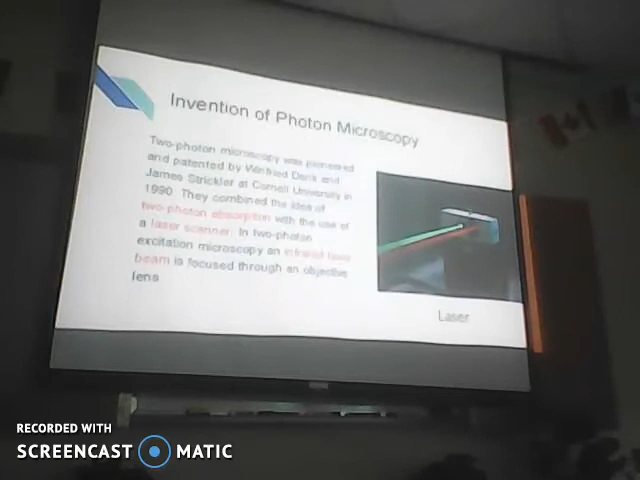 Invention of Photon Microscopy
Two-photon microscopy was pioneered
and patented by Winfried Denk and
James Strickler at Cornell University in
1990. They combined the idea of
two-photon absorption with the use of
a laser scanner. In two-photon
excitation microscopy an infrared laser
beam is focused through an objective
lens
Laser
RECORDED WITH
SCREENCAST MATIC